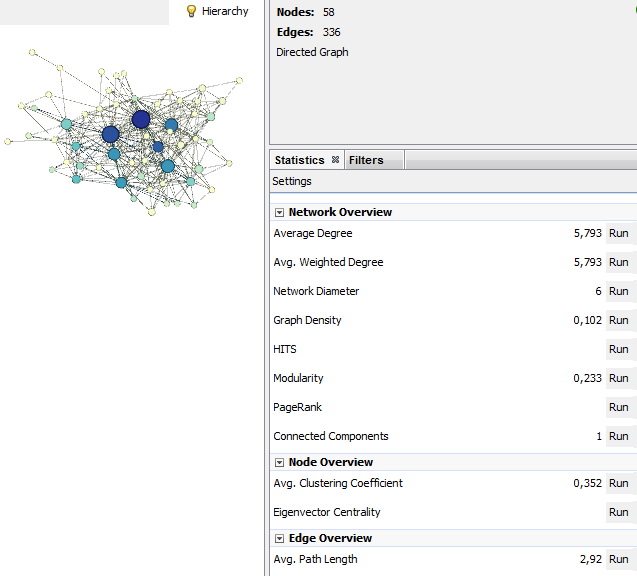 Hierarchy
Nodes: 58
Edges: 336
Directed Graph
Statistics Filters
Settings
Network Overview
Average Degree 5,793 Run
Avg. Weighted Degree 5,793 Run
Network Diameter 6 Run
Graph Density 0,102 Run
HITS Run
Modularity 0,233 Run
PageRank Run
Connected Components 1 Run
Node Overview
Avg. Clustering Coefficient 0,352 Run
Eigenvector Centrality Run
Edge Overview
Avg. Path Length 2,92 Run